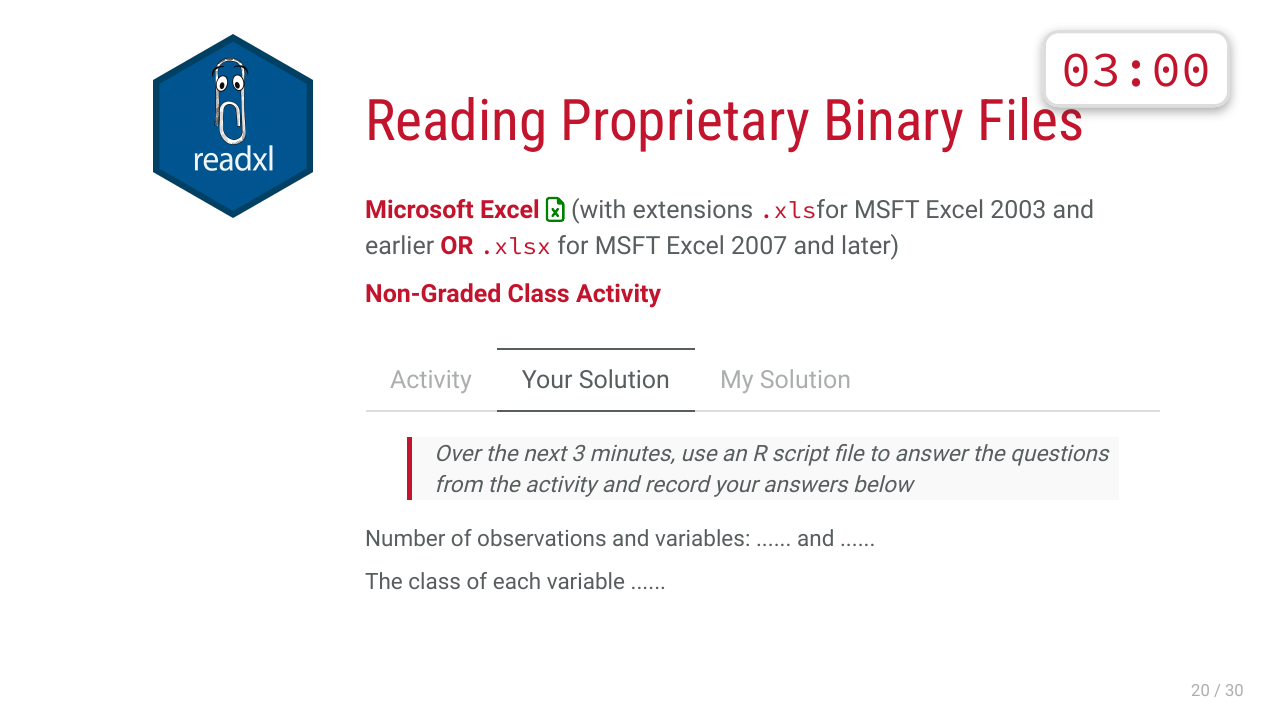 readxl
03:00
Reading Proprietary Binary Files
Microsoft Excel (with extensions .xlsfor MSFT Excel 2003 and
earlier OR .xlsx for MSFT Excel 2007 and later)
Non-Graded Class Activity
Activity Your Solution My Solution
Over the next 3 minutes, use an R script file to answer the questions
from the activity and record your answers below
Number of observations and variables: ...... and ......
The class of each variable ......
20 / 30